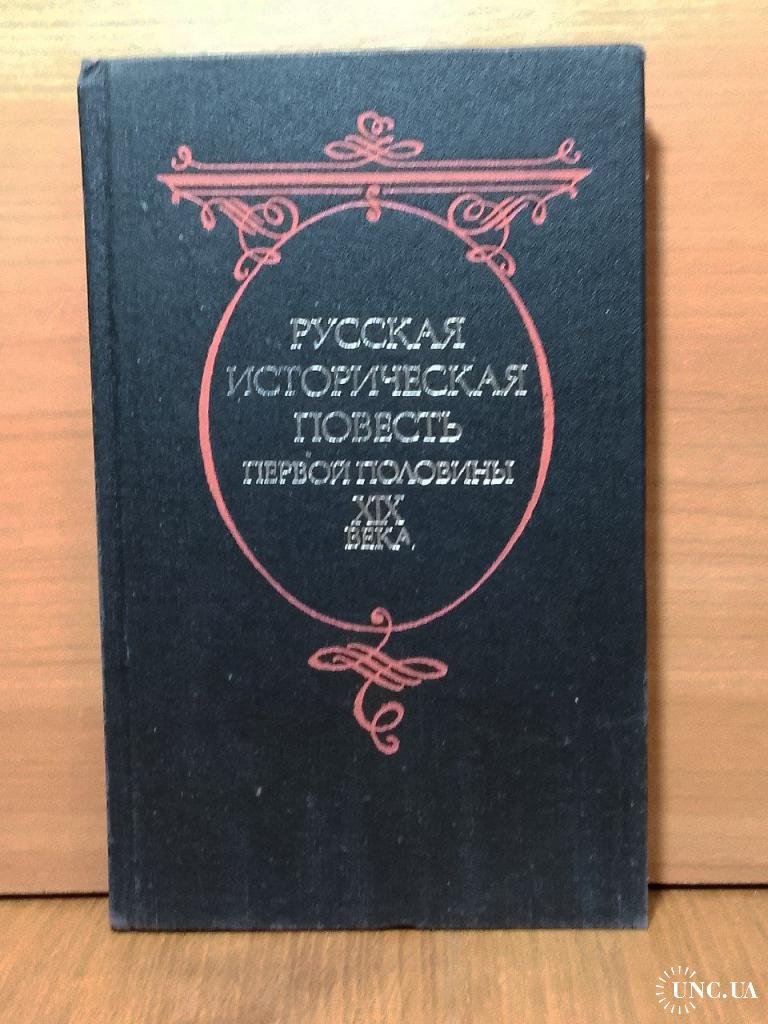 РУССКАЯ
ИСТОРИЧЕСКАЯ
ПОВЕСТЬ
ПЕРВОЙ ПОЛОВИНЫ
XIX
ВЕКА
UNC.UA